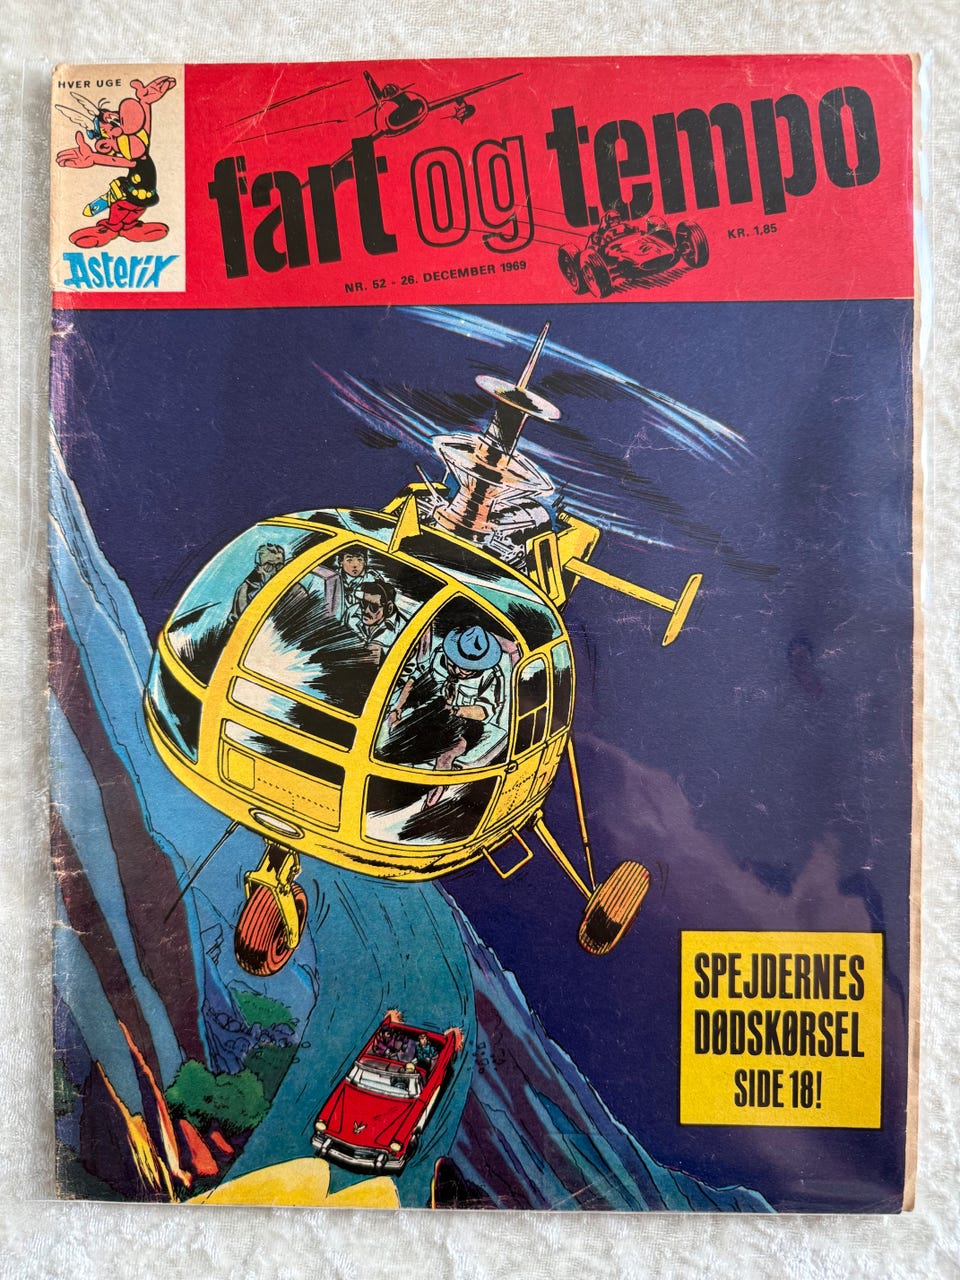 HVER UGE
Asterix
fart og tempo
NR. 52 - 26. DECEMBER 1969
KR. 1,85
SPEJDERNES
DØDSKØRSEL
SIDE 18!